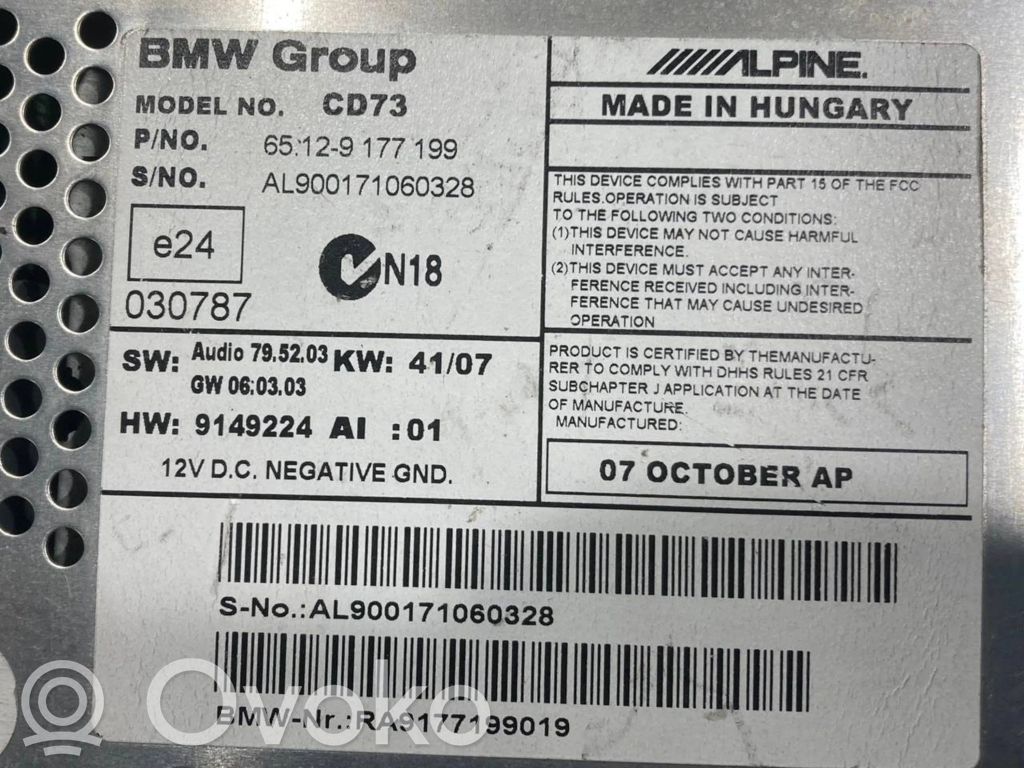 BMW Group
MODEL NO. CD73
P/NO. 65.12-9 177 199
S/NO. AL900171060328
e24
N18
030787
SW: Audio 79.52.03 KW: 41/07
GW 06.03.03
HW: 9149224 AI :01
12V D.C. NEGATIVE GND.
ALPINE.
MADE IN HUNGARY
THIS DEVICE COMPLIES WITH PART 15 OF THE FCC
RULES.OPERATION IS SUBJECT
TO THE FOLLOWING TWO CONDITIONS:
(1)THIS DEVICE MAY NOT CAUSE HARMFUL
INTERFERENCE.
(2)THIS DEVICE MUST ACCEPT ANY INTER-
FERENCE RECEIVED INCLUDING INTER-
FERENCE THAT MAY CAUSE UNDESIRED
OPERATION
PRODUCT IS CERTIFIED BY THEMANUFACTU-
RER TO COMPLY WITH DHHS RULES 21 CFR
SUBCHAPTER J APPLICATION AT THE DATE
OF MANUFACTURE.
MANUFACTURED:
07 OCTOBER AP
S-No.:AL900171060328
BMW-Nr.:RA9177199019
Ovoko